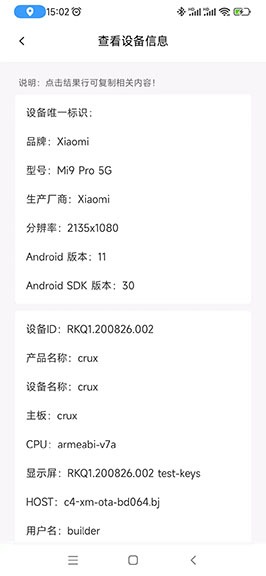 15:02
查看设备信息
说明：点击结果行可复制相关内容！
设备唯一标识：
品牌：Xiaomi
型号：Mi9 Pro 5G
生产厂商：Xiaomi
分辨率：2135x1080
Android 版本：11
Android SDK 版本：30
设备ID：RKQ1.200826.002
产品名称：crux
设备名称：crux
主板：crux
CPU：armeabi-v7a
显示屏：RKQ1.200826.002 test-keys
HOST：c4-xm-ota-bd064.bj
用户名：builder